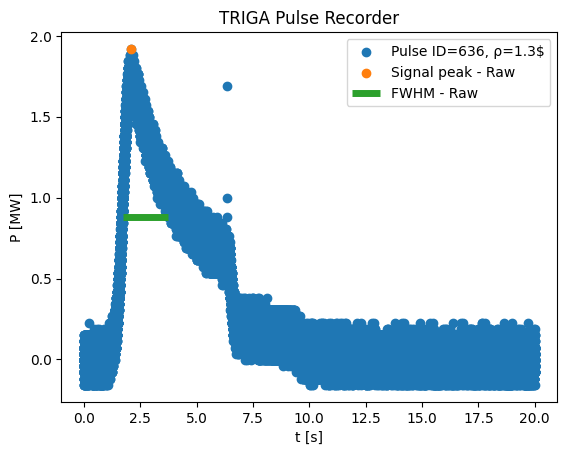 TRIGA Pulse Recorder
Pulse ID=636, ρ=1.3$
Signal peak - Raw
FWHM - Raw
P [MW]
2.0
1.5
1.0
0.5
0.0
0.0 2.5 5.0 7.5 10.0 12.5 15.0 17.5 20.0
t [s]